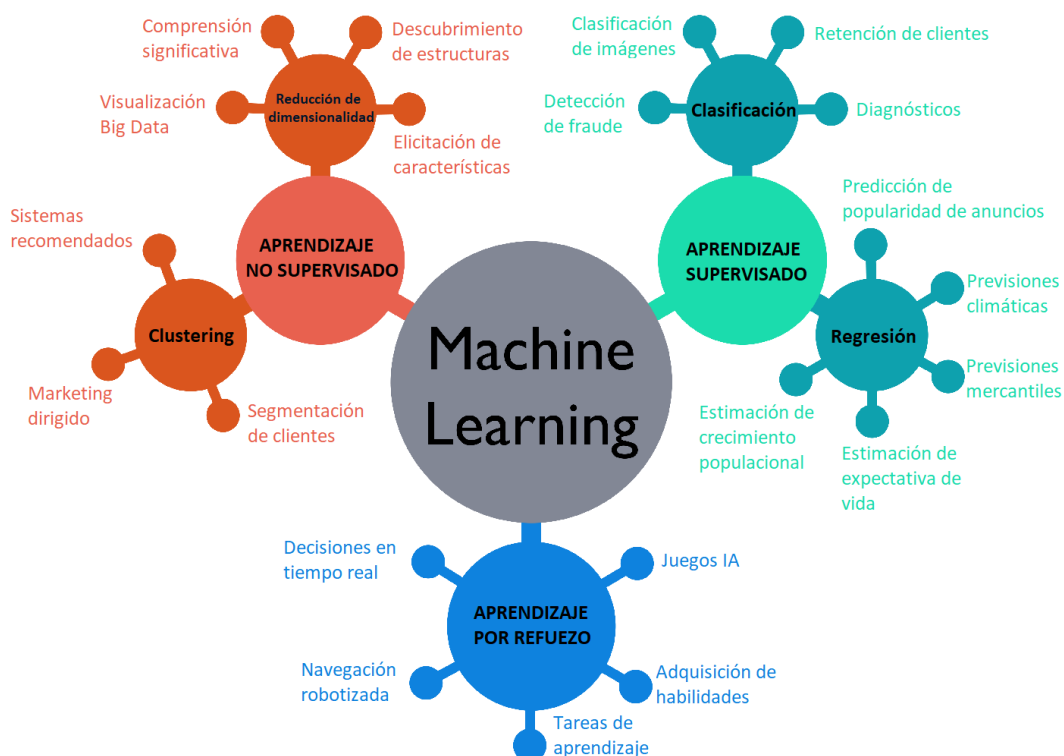 Comprensión
significativa
Descubrimiento
de estructuras
Visualización
Big Data
Reducción de
dimensionalidad
Elicitación de
características
APRENDIZAJE
NO SUPERVISADO
Sistemas
recomendados
Clustering
Marketing
dirigido
Segmentación
de clientes
Machine
Learning
Clasificación
de imágenes
Retención de clientes
Detección
de fraude
Clasificación
Diagnósticos
APRENDIZAJE
SUPERVISADO
Predicción de
popularidad de anuncios
Previsiones
climáticas
Regresión
Previsiones
mercantiles
Estimación de
crecimiento
populacional
Estimación de
expectativa de
vida
Decisiones en
tiempo real
Juegos IA
APRENDIZAJE
POR REFUEZO
Navegación
robotizada
Adquisición de
habilidades
Tareas de
aprendizaje